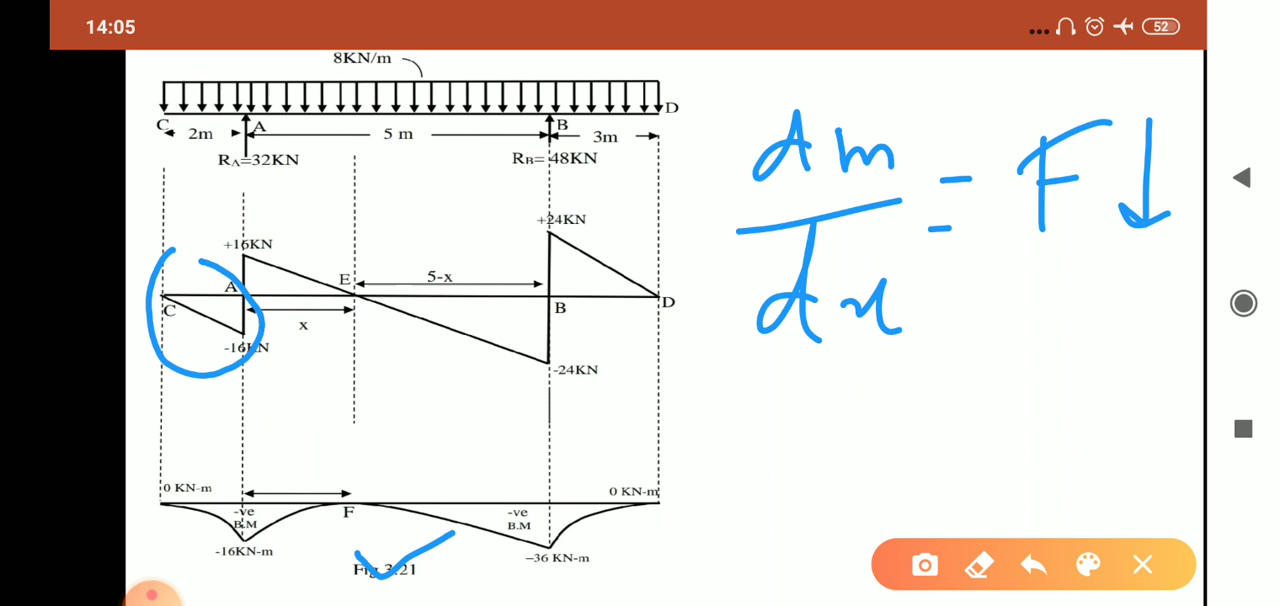 14:05
52
8KN/m
C
A
B
D
2m
5 m
3m
RA=32KN
RB= 48KN
+24KN
+16KN
E
5-x
A
C
x
B
D
-16KN
-24KN
0 KN-m
0 KN-m
-ve
B.M
F
-ve
B.M
-16KN-m
–36 KN-m
Fig 3.21
dm
= F ↓
dx